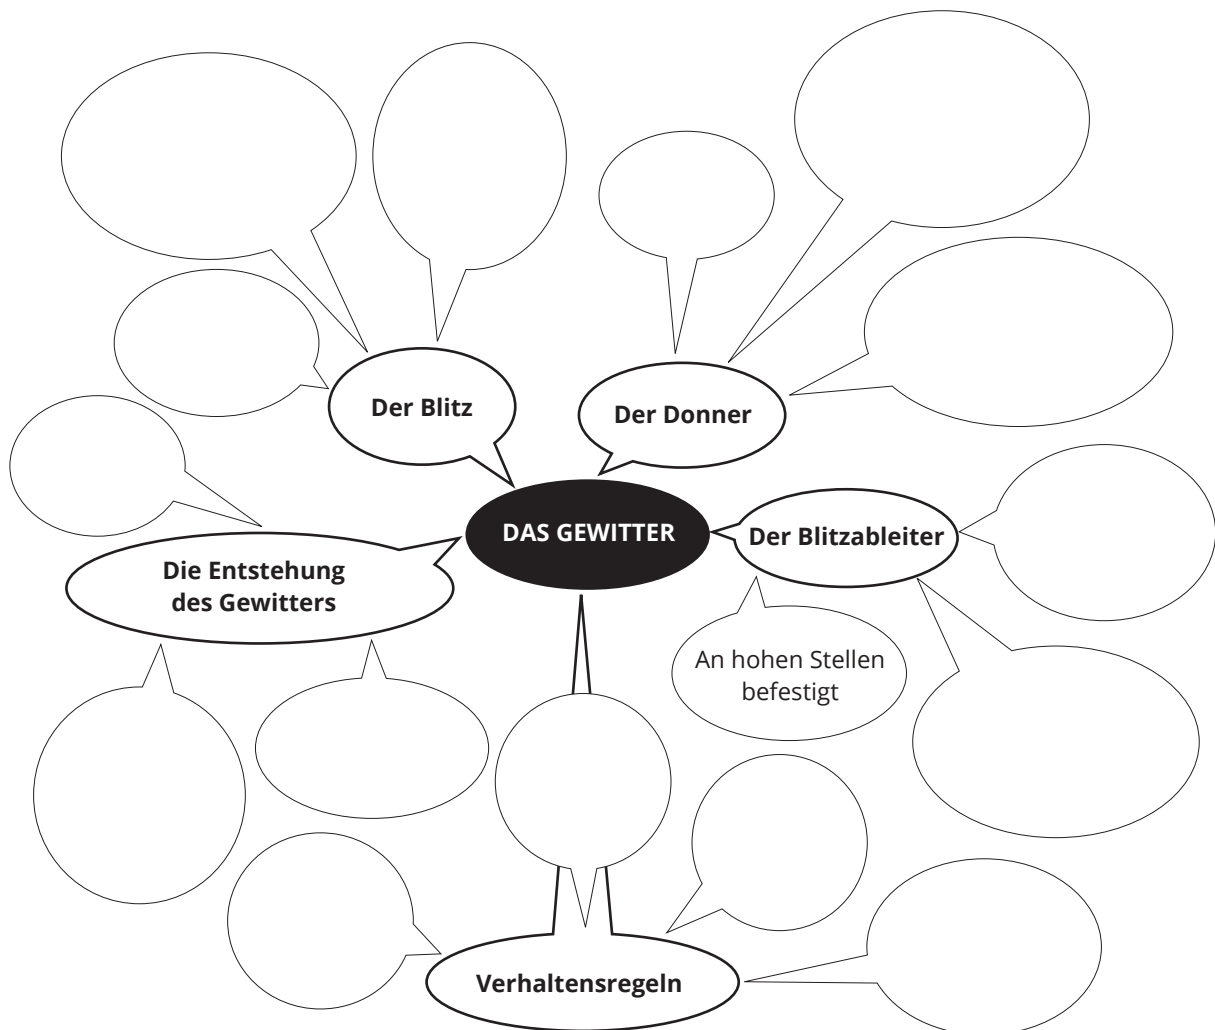 Der Blitz
Der Donner
DAS GEWITTER
Der Blitzableiter
Die Entstehung
des Gewitters
An hohen Stellen
befestigt
Verhaltensregeln